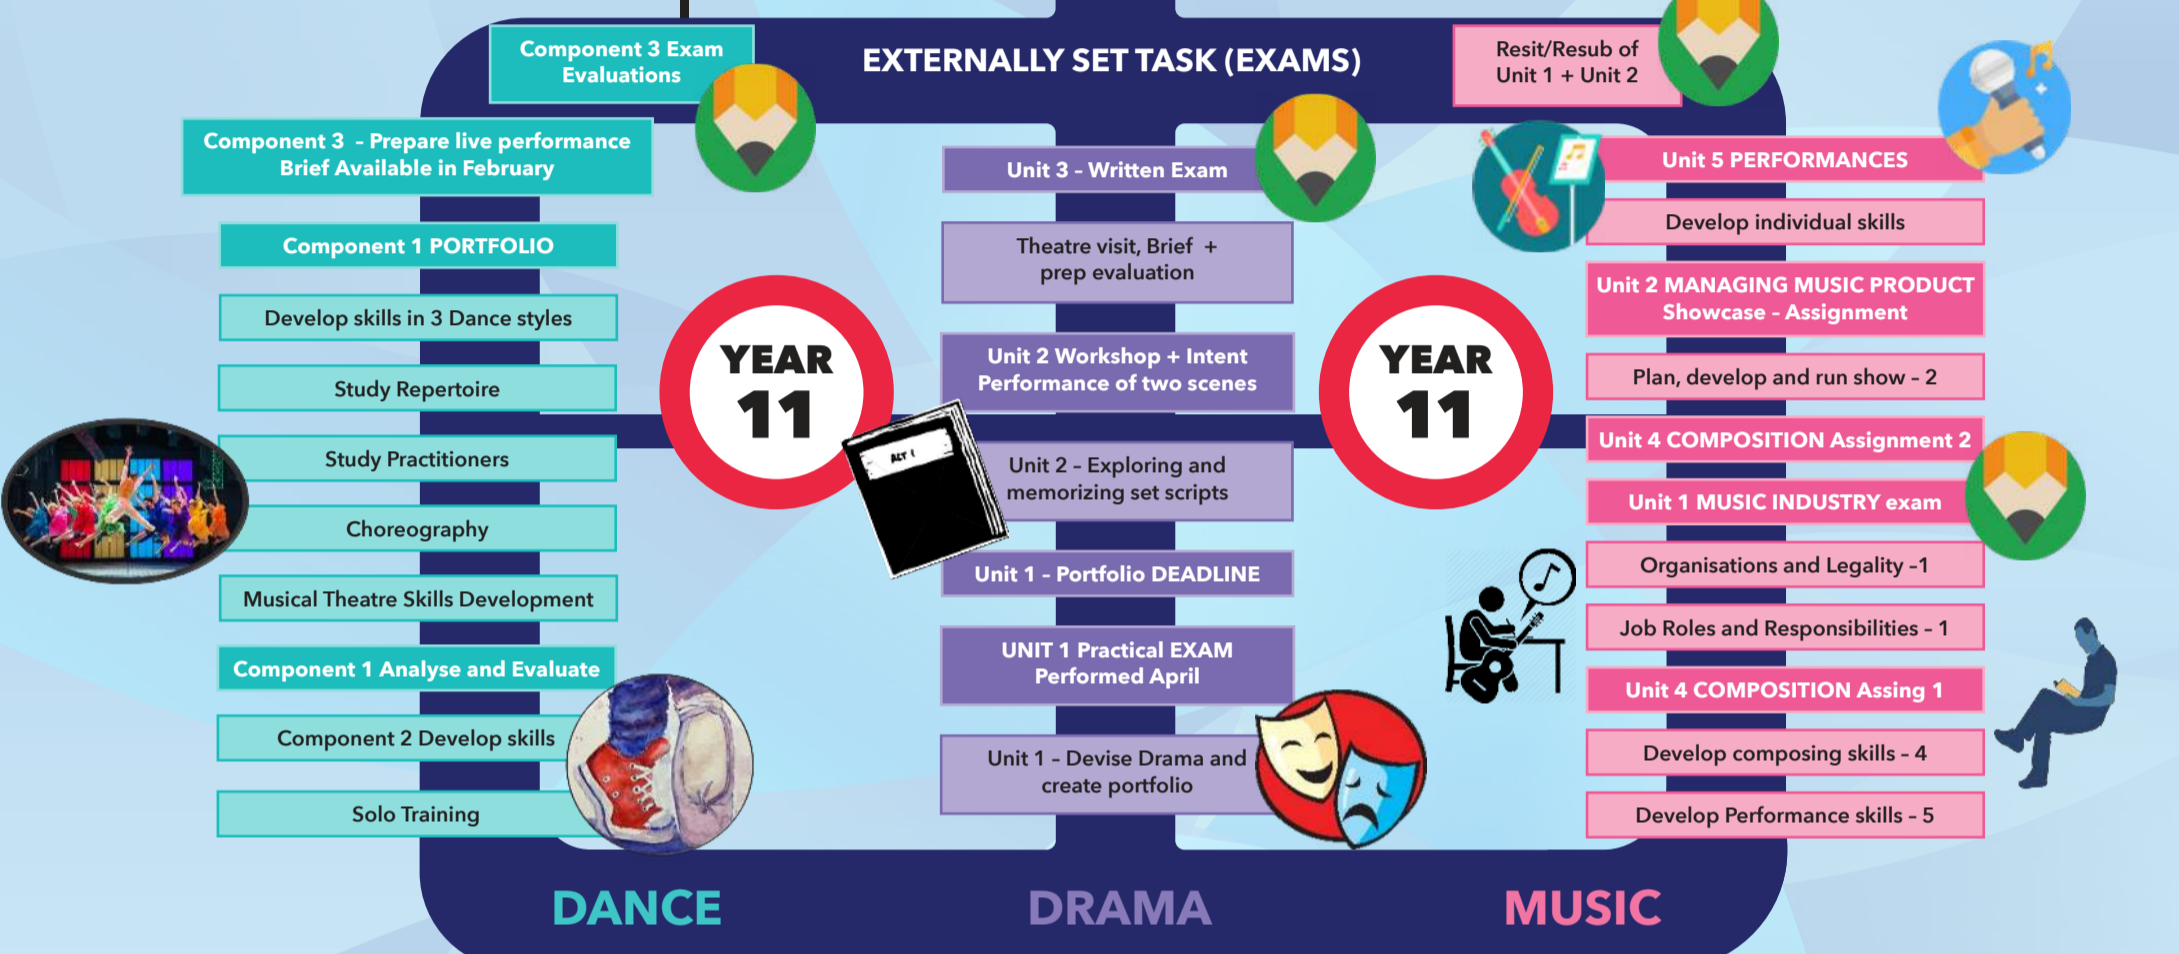 Component 3 Exam
Evaluations
EXTERNALLY SET TASK (EXAMS)
Resit/Resub of
Unit 1 + Unit 2
Component 3 - Prepare live performance
Brief Available in February
Component 1 PORTFOLIO
Develop skills in 3 Dance styles
Study Repertoire
Study Practitioners
Choreography
Musical Theatre Skills Development
Component 1 Analyse and Evaluate
Component 2 Develop skills
Solo Training
DANCE
YEAR
11
Unit 3 - Written Exam
Theatre visit, Brief +
prep evaluation
Unit 2 Workshop + Intent
Performance of two scenes
ACT 1
Unit 2 - Exploring and
memorizing set scripts
Unit 1 - Portfolio DEADLINE
UNIT 1 Practical EXAM
Performed April
Unit 1 - Devise Drama and
create portfolio
DRAMA
YEAR
11
Unit 5 PERFORMANCES
Develop individual skills
Unit 2 MANAGING MUSIC PRODUCT
Showcase - Assignment
Plan, develop and run show - 2
Unit 4 COMPOSITION Assignment 2
Unit 1 MUSIC INDUSTRY exam
Organisations and Legality -1
Job Roles and Responsibilities - 1
Unit 4 COMPOSITION Assing 1
Develop composing skills - 4
Develop Performance skills - 5
MUSIC